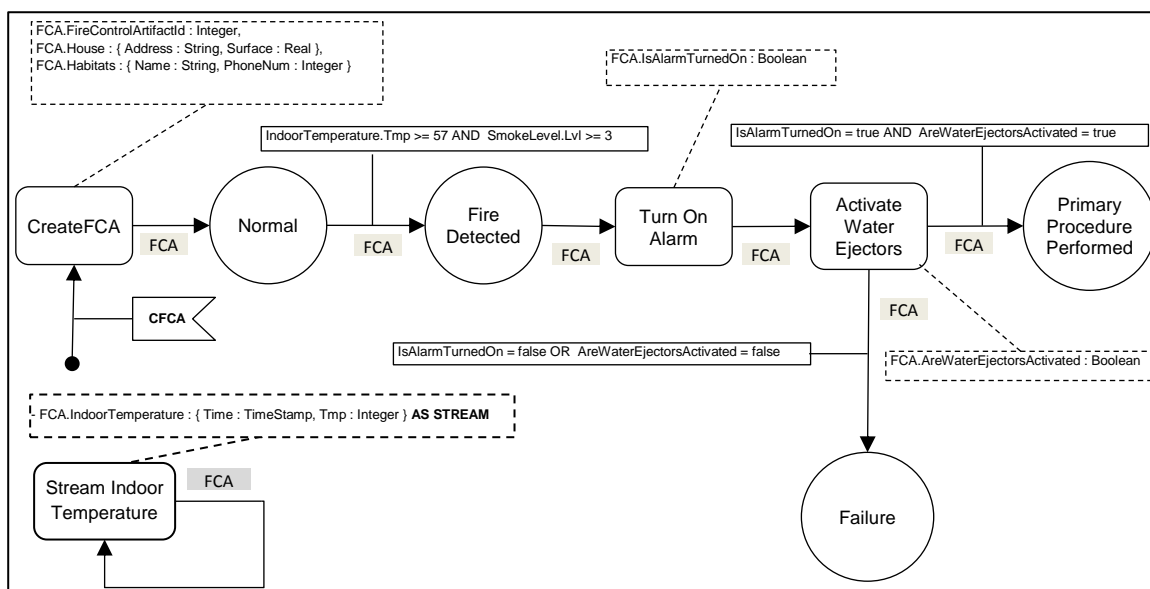 FCA.FireControlArtifactId : Integer,
FCA.House : { Address : String, Surface : Real },
FCA.Habitats : { Name : String, PhoneNum : Integer }
FCA.IsAlarmTurnedOn : Boolean
IndoorTemperature.Tmp >= 57 AND SmokeLevel.Lvl >= 3
IsAlarmTurnedOn = true AND AreWaterEjectorsActivated = true
CreateFCA
FCA
Normal
FCA
Fire
Detected
FCA
Turn On
Alarm
FCA
Activate
Water
Ejectors
FCA
Primary
Procedure
Performed
CFCA
FCA
IsAlarmTurnedOn = false OR AreWaterEjectorsActivated = false
FCA.AreWaterEjectorsActivated : Boolean
- FCA.IndoorTemperature : { Time : TimeStamp, Tmp : Integer } AS STREAM
Stream Indoor
Temperature
FCA
Failure